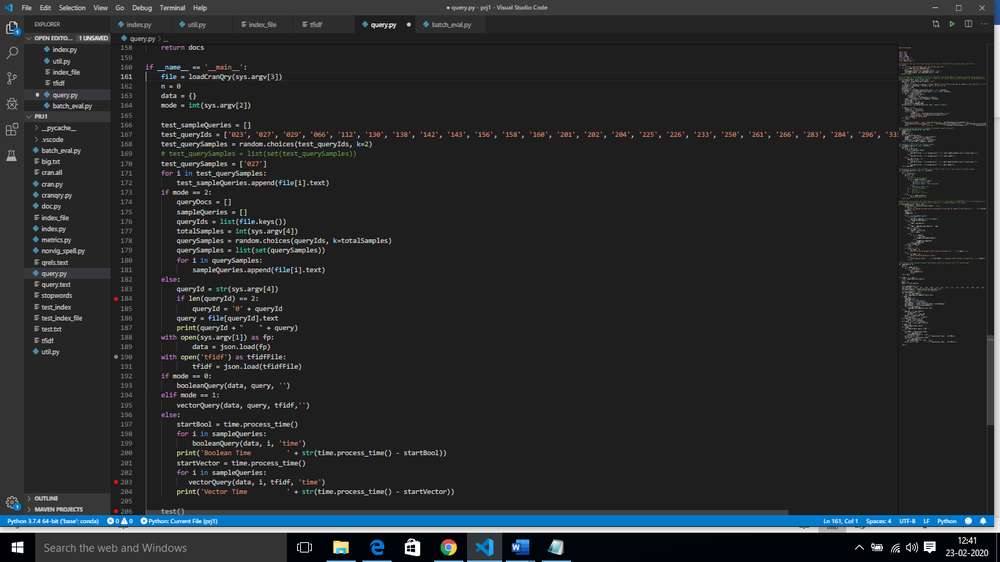 File Edit Selection View Go Debug Terminal Help
● query.py - prj1 - Visual Studio Code
EXPLORER
index.py util.py index_file tfidf query.py batch_eval.py
OPEN EDITO... 1 UNSAVED
query.py
index.py
util.py
index_file
tfidf
query.py
batch_eval.py
PRJ1
__pycache__
.vscode
batch_eval.py
big.txt
cran.all
cran.py
cranqry.py
doc.py
index_file
index.py
metrics.py
norvig_spell.py
qrels.text
query.py
query.text
stopwords
test_index
test_index_file
test.txt
tfidf
util.py
OUTLINE
MAVEN PROJECTS
158 return docs
159
160 if __name__ == '__main__':
161 file = loadCranQry(sys.argv[3])
162 n = 0
163 data = {}
164 mode = int(sys.argv[2])
165
166 test_sampleQueries = []
167 test_queryIds = ['023', '027', '029', '066', '112', '130', '138', '142', '143', '156', '158', '160', '201', '202', '204', '225', '226', '233', '250', '261', '266', '283', '284', '296', '333
168 test_querySamples = random.choices(test_queryIds, k=2)
169 # test_querySamples = list(set(test_querySamples))
170 test_querySamples = ['027']
171 for i in test_querySamples:
172 test_sampleQueries.append(file[i].text)
173 if mode == 2:
174 queryDocs = []
175 sampleQueries = []
176 queryIds = list(file.keys())
177 totalSamples = int(sys.argv[4])
178 querySamples = random.choices(queryIds, k=totalSamples)
179 querySamples = list(set(querySamples))
180 for i in querySamples:
181 sampleQueries.append(file[i].text)
182 else:
183 queryId = str(sys.argv[4])
184 if len(queryId) == 2:
185 queryId = '0' + queryId
186 query = file[queryId].text
187 print(queryId + "    " + query)
188 with open(sys.argv[1]) as fp:
189 data = json.load(fp)
190 with open('tfidf') as tfidfFile:
191 tfidf = json.load(tfidfFile)
192 if mode == 0:
193 booleanQuery(data, query, '')
194 elif mode == 1:
195 vectorQuery(data, query, tfidf,'')
196 else:
197 startBool = time.process_time()
198 for i in sampleQueries:
199 booleanQuery(data, i, 'time')
200 print('Boolean Time         ' + str(time.process_time() - startBool))
201 startVector = time.process_time()
202 for i in sampleQueries:
203 vectorQuery(data, i, tfidf, 'time')
204 print('Vector Time          ' + str(time.process_time() - startVector))
205
206 test()
Python 3.7.4 64-bit ('base': conda) 0 0 Python: Current File (prj1) Ln 161, Col 1 Spaces: 4 UTF-8 LF Python
Search the web and Windows
12:41
23-02-2020